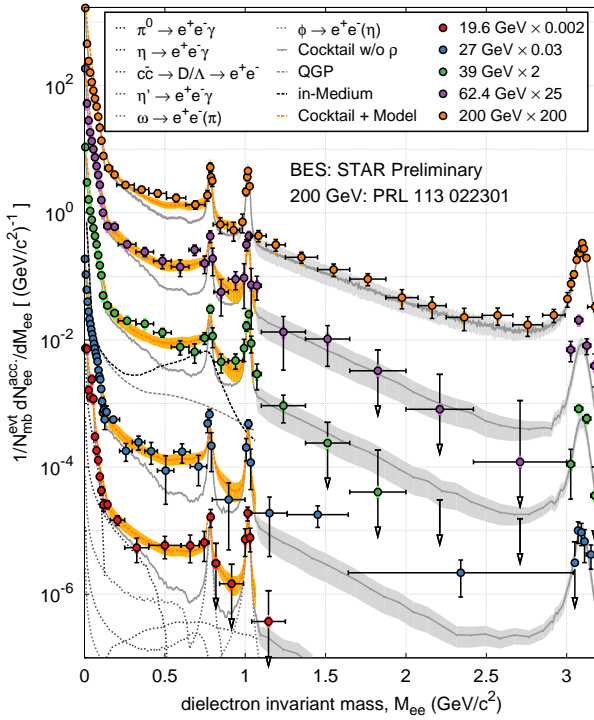 π⁰ → e⁺e⁻γ
η → e⁺e⁻γ
cc̄ → D/Λ → e⁺e⁻
η' → e⁺e⁻γ
ω → e⁺e⁻(π)
ϕ → e⁺e⁻(η)
Cocktail w/o ρ
QGP
in-Medium
Cocktail + Model
19.6 GeV × 0.002
27 GeV × 0.03
39 GeV × 2
62.4 GeV × 25
200 GeV × 200
BES: STAR Preliminary
200 GeV: PRL 113 022301
1/N^evt_mb dN^acc._ee/dM_ee [ (GeV/c²)⁻¹ ]
10²
10⁰
10⁻²
10⁻⁴
10⁻⁶
0 0.5 1 1.5 2 2.5 3
dielectron invariant mass, M_ee (GeV/c²)